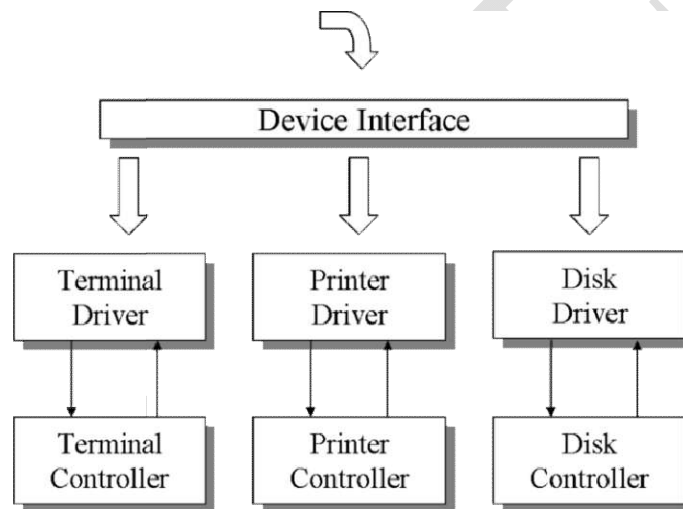 Device Interface
Terminal
Driver
Printer
Driver
Disk
Driver
Terminal
Controller
Printer
Controller
Disk
Controller